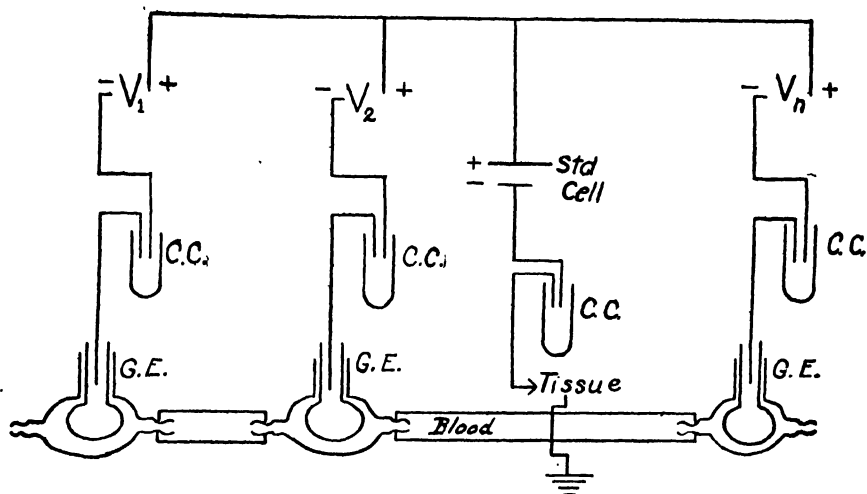 − V₁ +
− V₂ +
− Vₙ +
+ Std
− Cell
C.C.
C.C.
C.C.
C.C.
G.E.
G.E.
G.E.
Tissue
Blood